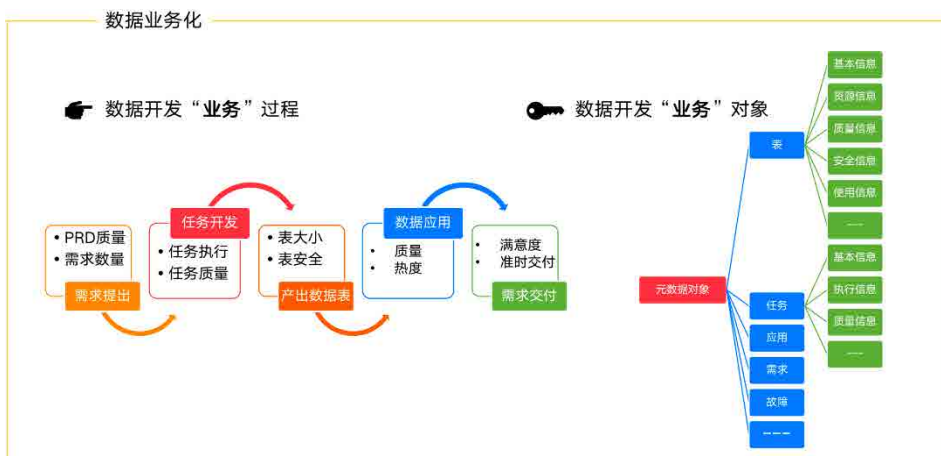 数据业务化
数据开发“业务”过程
PRD质量
需求数量
需求提出
任务开发
任务执行
任务质量
表大小
表安全
产出数据表
数据应用
质量
热度
满意度
准时交付
需求交付
数据开发“业务”对象
元数据对象
表
基本信息
资源信息
质量信息
安全信息
使用信息
······
任务
基本信息
执行信息
质量信息
······
应用
需求
故障
———